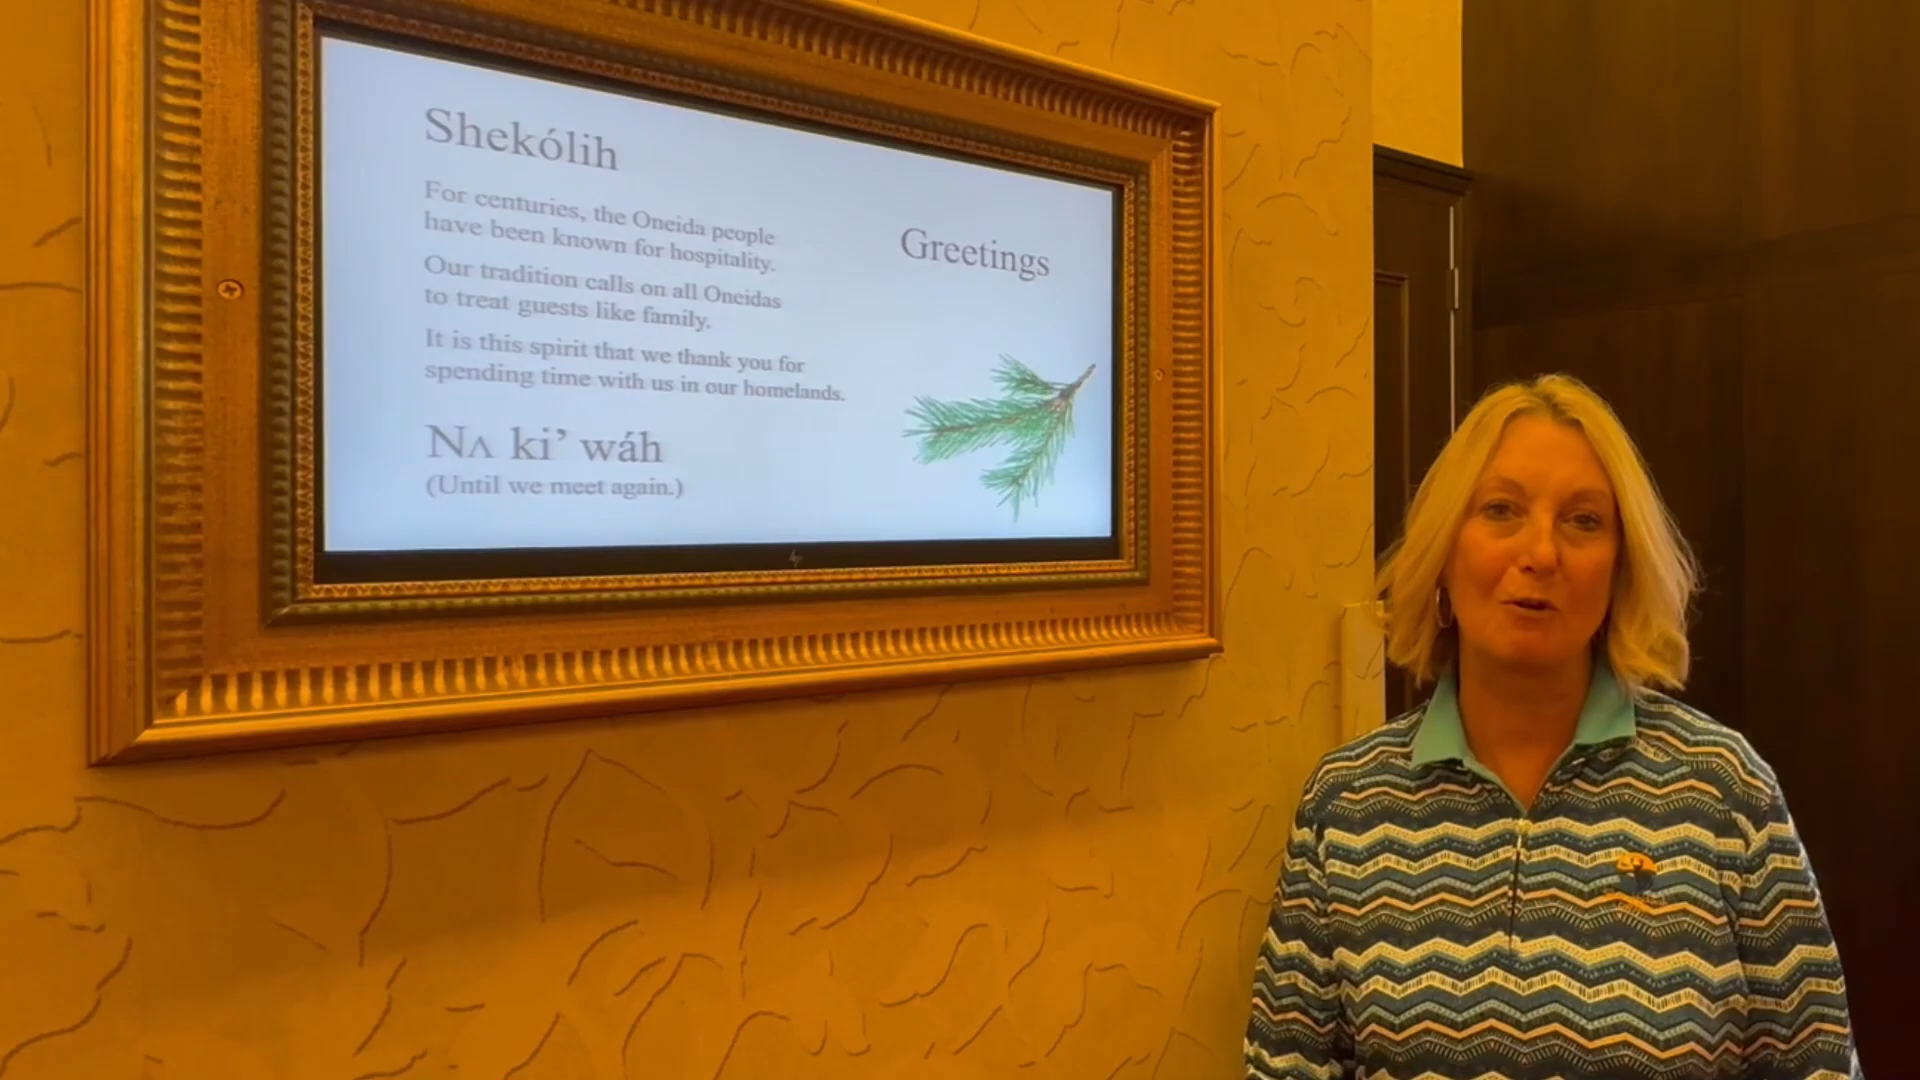 Shekólih
For centuries, the Oneida people
have been known for hospitality.
Our tradition calls on all Oneidas
to treat guests like family.
It is this spirit that we thank you for
spending time with us in our homelands.
Nʌ ki’ wáh
(Until we meet again.)
Greetings
hp